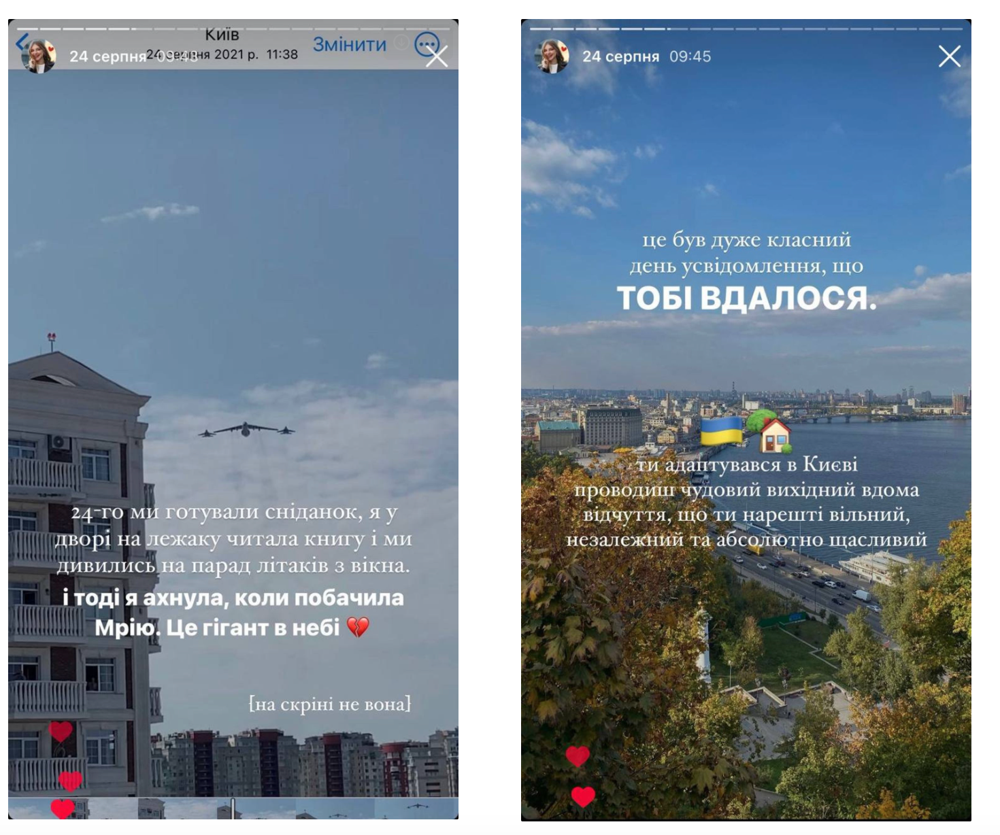 Київ
24 серпня 2021 р. 11:38
Змінити
24 серпня 09:43
24-го ми готували сніданок, я у
дворі на лежаку читала книгу і ми
дивились на парад літаків з вікна.
і тоді я ахнула, коли побачила
Мрію. Це гігант в небі 💔
[на скріні не вона]
24 серпня 09:45
це був дуже класний
день усвідомлення, що
ТОБІ ВДАЛОСЯ.
🇺🇦🏡
ти адаптувався в Києві
проводиш чудовий вихідний вдома
відчуття, що ти нарешті вільний,
незалежний та абсолютно щасливий